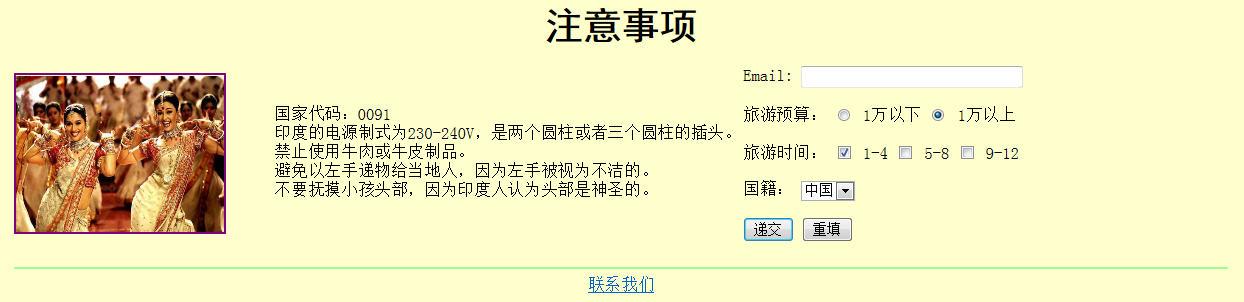 注意事项
国家代码：0091
印度的电源制式为230-240V，是两个圆柱或者三个圆柱的插头。
禁止使用牛肉或牛皮制品。
避免以左手递物给当地人，因为左手被视为不洁的。
不要抚摸小孩头部，因为印度人认为头部是神圣的。
Email:
旅游预算： 1万以下 1万以上
旅游时间： 1-4 5-8 9-12
国籍： 中国
递交 重填
联系我们